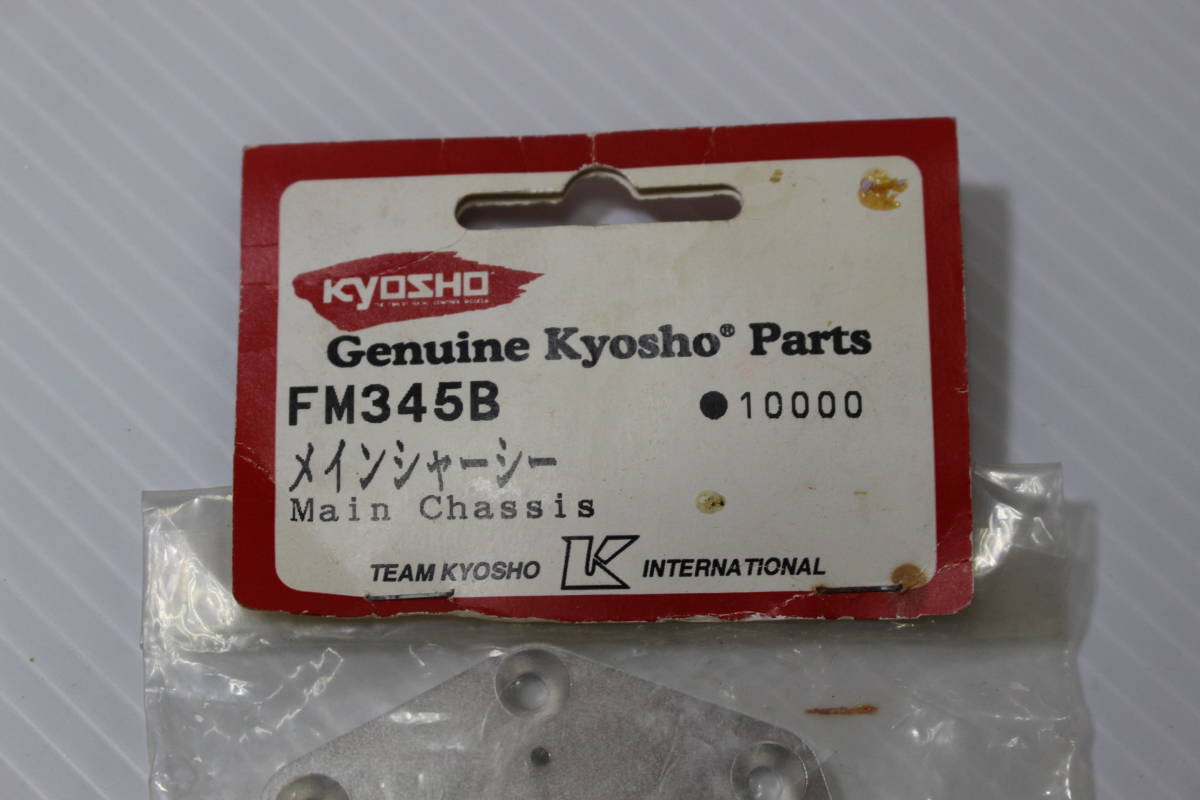 KYOSHO
Genuine Kyosho® Parts
FM345B ●10000
メインシャーシー
Main Chassis
TEAM KYOSHO K INTERNATIONAL